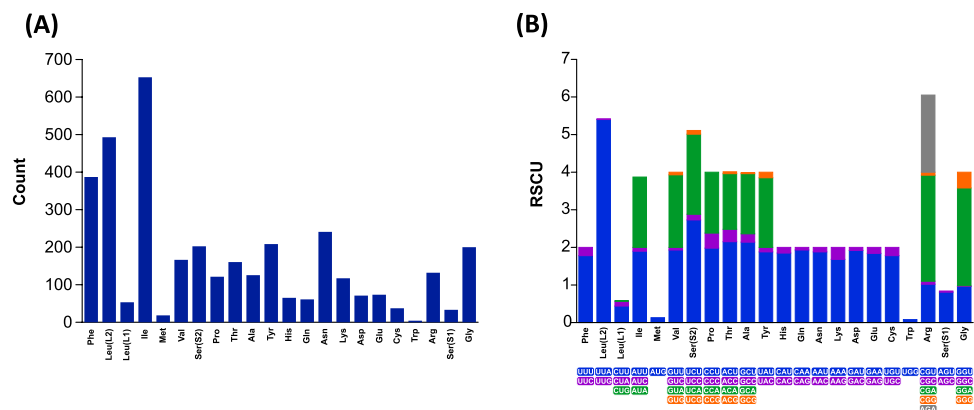 (A)
(B)
700
600
500
400
300
200
100
0
Count
Phe Leu(L2) Leu(L1) Ile Met Val Ser(S2) Pro Thr Ala Tyr His Gln Asn Lys Asp Glu Cys Trp Arg Ser(S1) Gly
7
6
5
4
3
2
1
0
RSCU
Phe Leu(L2) Leu(L1) Ile Met Val Ser(S2) Pro Thr Ala Tyr His Gln Asn Lys Asp Glu Cys Trp Arg Ser(S1) Gly
UUU UUA CUU AUU AUG GUU UCU CCU ACU GCU UAU CAU CAA AAU AAA GAU GAA UGU UGG CGU AGU GGU
UUC UUG CUA AUC GUC UCC CCC ACC GCC UAC CAC CAG AAC AAG GAC GAG UGC CGC AGC GGC
CUG AUA GUA UCA CCA ACA GCA CGA GGA
GUG UCG CCG ACG GCG CGG GGG
AGA